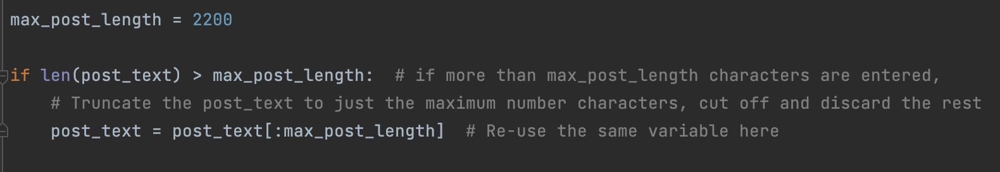 max_post_length = 2200
if len(post_text) > max_post_length:  # if more than max_post_length characters are entered,
    # Truncate the post_text to just the maximum number characters, cut off and discard the rest
    post_text = post_text[:max_post_length]  # Re-use the same variable here